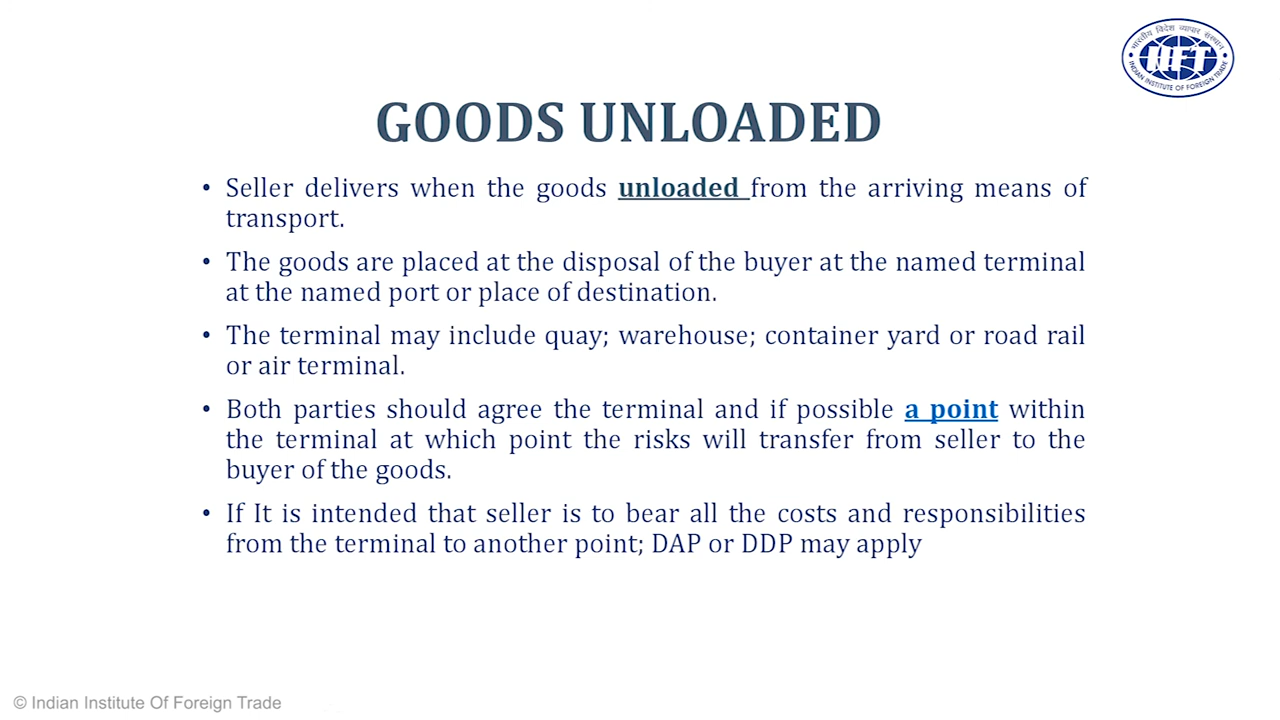 भारतीय विदेश व्यापार संस्थान
IIFT
INDIAN INSTITUTE OF FOREIGN TRADE
GOODS UNLOADED
• Seller delivers when the goods unloaded from the arriving means of
transport.
• The goods are placed at the disposal of the buyer at the named terminal
at the named port or place of destination.
• The terminal may include quay; warehouse; container yard or road rail
or air terminal.
• Both parties should agree the terminal and if possible a point within
the terminal at which point the risks will transfer from seller to the
buyer of the goods.
• If It is intended that seller is to bear all the costs and responsibilities
from the terminal to another point; DAP or DDP may apply
© Indian Institute Of Foreign Trade